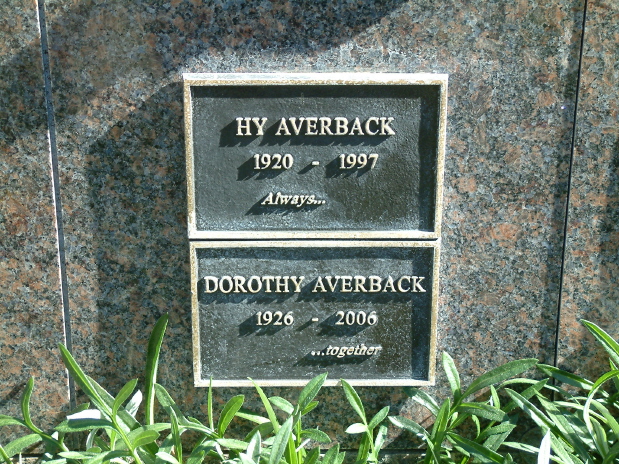 HY AVERBACK
1920 - 1997
Always...
DOROTHY AVERBACK
1926 - 2006
...together